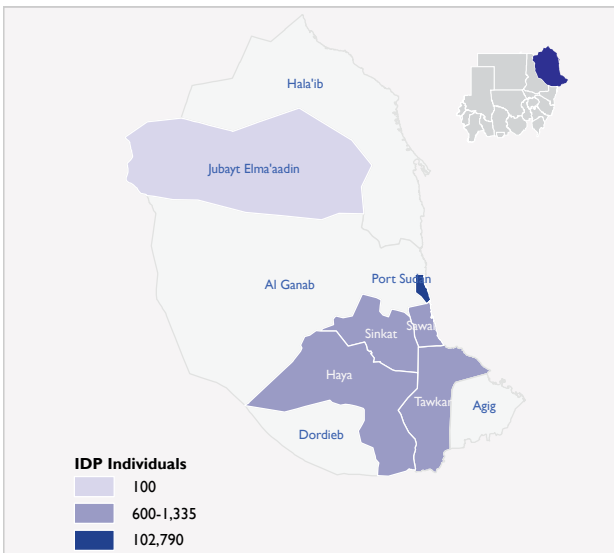 Hala'ib
Jubayt Elma'aadin
Al Ganab
Port Sudan
Sinkat
Sawak
Haya
Tawkar
Agig
Dordieb
IDP Individuals
100
600-1,335
102,790